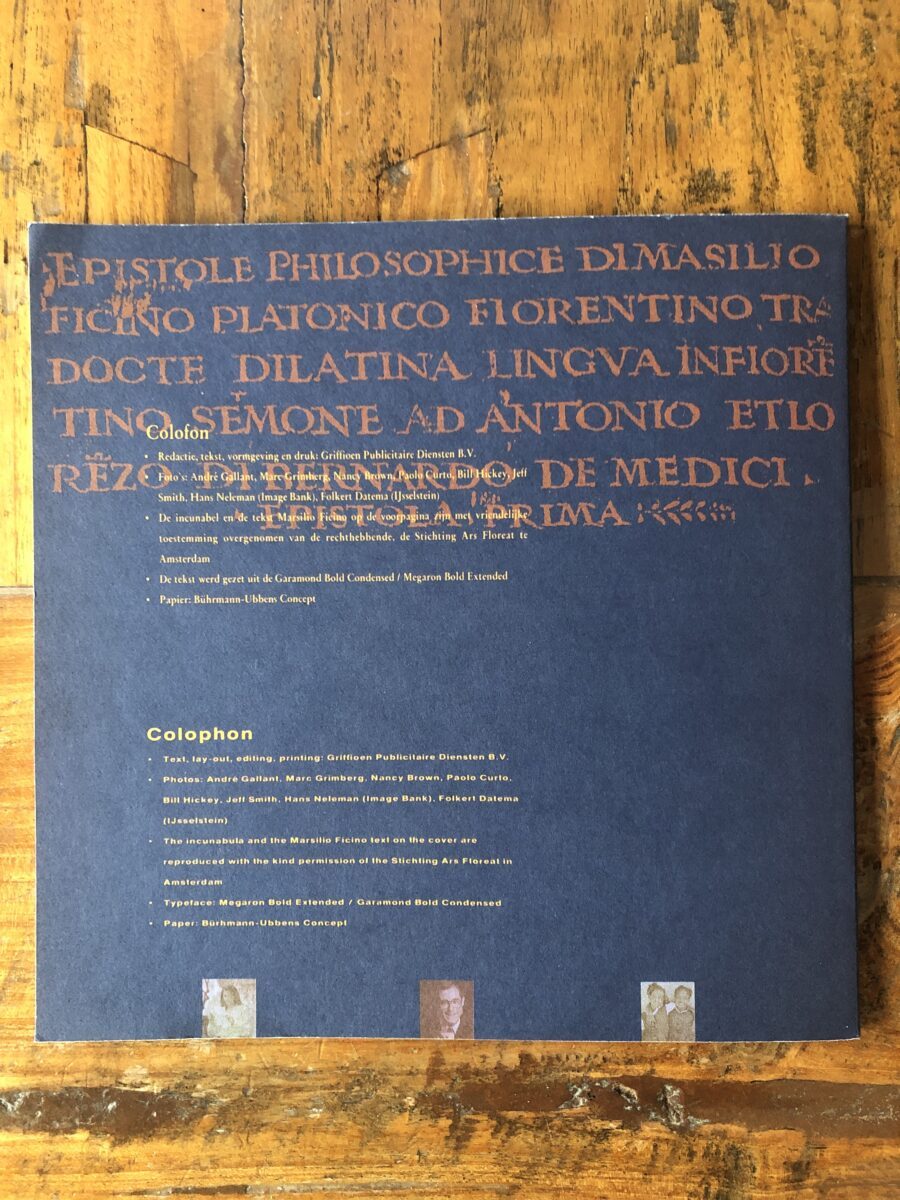 EPISTOLE PHILOSOPHICE DI MASILIO
FICINO PLATONICO FIORENTINO TRA
DOCTE DILATINA LINGVA INFIORĒ
TINO SĒMONE AD ANTONIO ETLO
RĒZO DI BERNARDO DE MEDICI
EPISTOLA PRIMA
Colofon
• Redactie, tekst, vormgeving en druk: Griffioen Publicitaire Diensten B.V.
• Foto's: André Gallant, Marc Grimberg, Nancy Brown, Paolo Curto, Bill Hickey, Jeff
Smith, Hans Neleman (Image Bank), Folkert Datema (IJsselstein)
• De incunabel en de tekst Marsilio Ficino op de voorpagina zijn met vriendelijke
toestemming overgenomen van de rechthebbende, de Stichting Ars Floreat te
Amsterdam
• De tekst werd gezet uit de Garamond Bold Condensed / Megaron Bold Extended
• Papier: Bührmann-Ubbens Concept
Colophon
• Text, lay-out, editing, printing: Griffioen Publicitaire Diensten B.V.
• Photos: André Gallant, Marc Grimberg, Nancy Brown, Paolo Curto,
Bill Hickey, Jeff Smith, Hans Neleman (Image Bank), Folkert Datema
(IJsselstein)
• The incunabula and the Marsilio Ficino text on the cover are
reproduced with the kind permission of the Stichting Ars Floreat in
Amsterdam
• Typeface: Megaron Bold Extended / Garamond Bold Condensed
• Paper: Bürhmann-Ubbens Concept